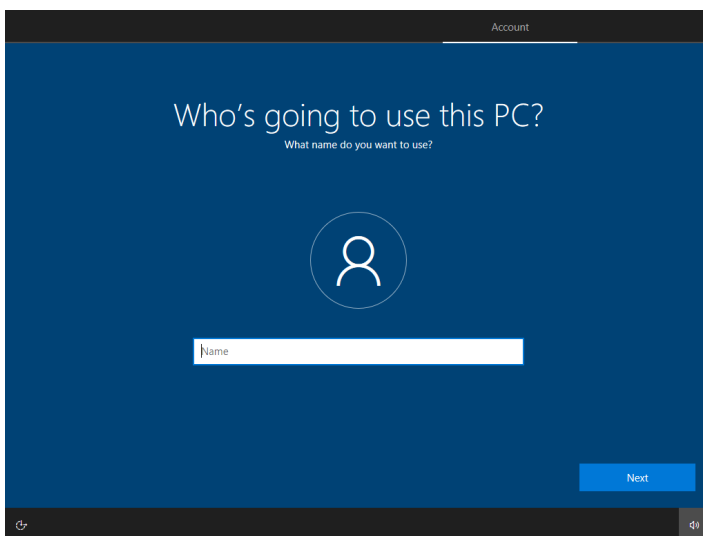 Account
Who's going to use this PC?
What name do you want to use?
Name
Next